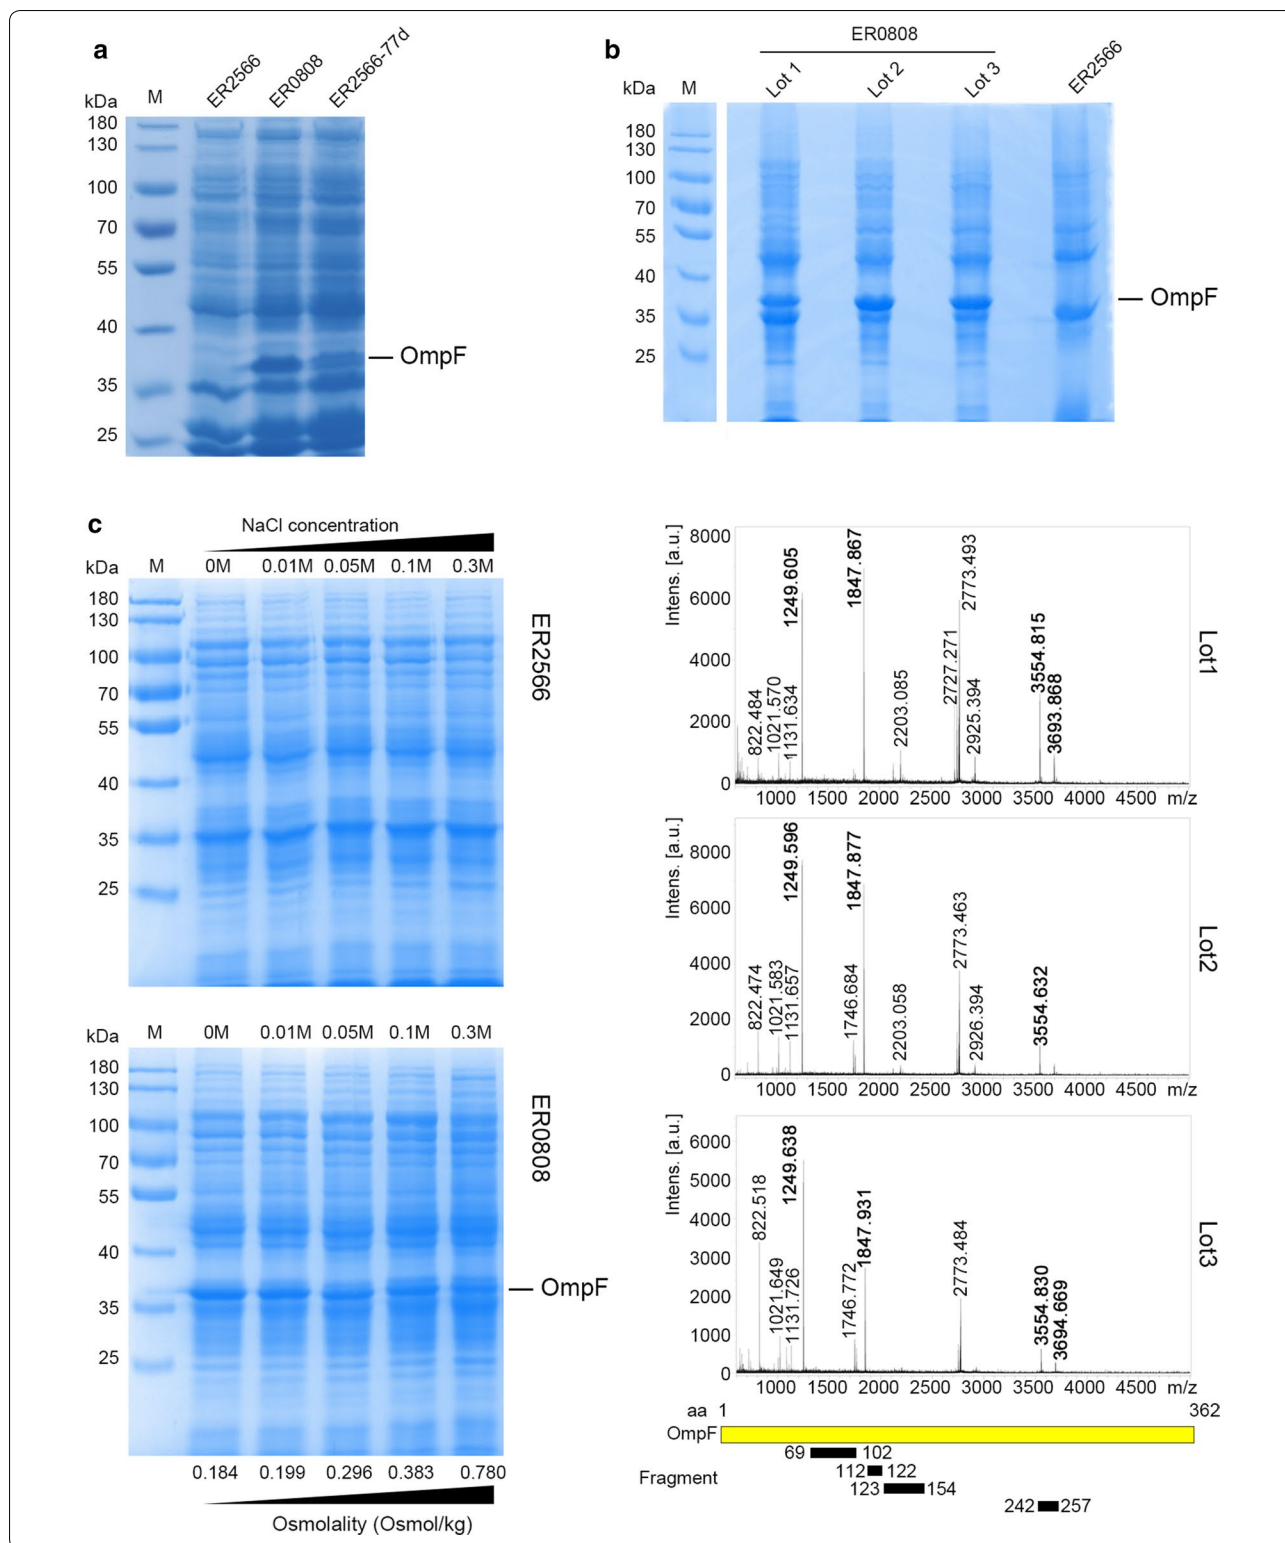 a
kDa M ER2566 ER0808 ER2566-77d
180
130
100
70
55
40
35
25
OmpF
b
ER0808
kDa M Lot 1 Lot 2 Lot 3 ER2566
180
130
100
70
55
40
35
25
OmpF
c
NaCl concentration
kDa M 0M 0.01M 0.05M 0.1M 0.3M
180
130
100
70
55
40
35
25
ER2566
kDa M 0M 0.01M 0.05M 0.1M 0.3M
180
130
100
70
55
40
35
25
ER0808
OmpF
0.184 0.199 0.296 0.383 0.780
Osmolality (Osmol/kg)
Intens. [a.u.]
8000
6000
4000
2000
0
822.484
1021.570
1131.634
1249.605
1847.867
2203.085
2727.271
2773.493
2925.394
3554.815
3693.868
1000 1500 2000 2500 3000 3500 4000 4500 m/z
Lot1
Intens. [a.u.]
8000
6000
4000
2000
0
822.474
1021.583
1131.657
1249.596
1746.684
1847.877
2203.058
2773.463
2926.394
3554.632
1000 1500 2000 2500 3000 3500 4000 4500 m/z
Lot2
Intens. [a.u.]
6000
5000
4000
3000
2000
1000
0
822.518
1021.649
1131.726
1249.638
1746.772
1847.931
2773.484
3554.830
3694.669
1000 1500 2000 2500 3000 3500 4000 4500 m/z
Lot3
aa 1 362
OmpF
69 102
Fragment
112 122
123 154
242 257